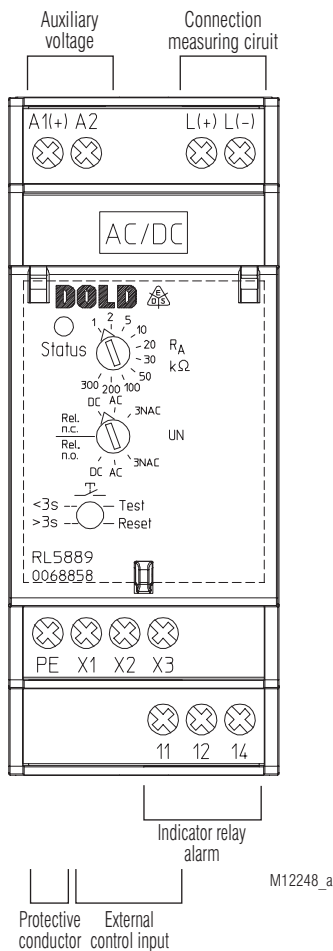 Auxiliary
voltage
Connection
measuring ciruit
A1(+) A2
L(+) L(-)
AC/DC
DOLD
E
D S
Status
1 2 5 10 20 30 50 100 200 300
RA
kΩ
DC AC 3NAC
Rel.
n.c.
Rel.
n.o.
UN
DC AC 3NAC
<3s Test
>3s Reset
RL5889
0068858
PE X1 X2 X3
11 12 14
Indicator relay
alarm
M12248_a
Protective
conductor
External
control input